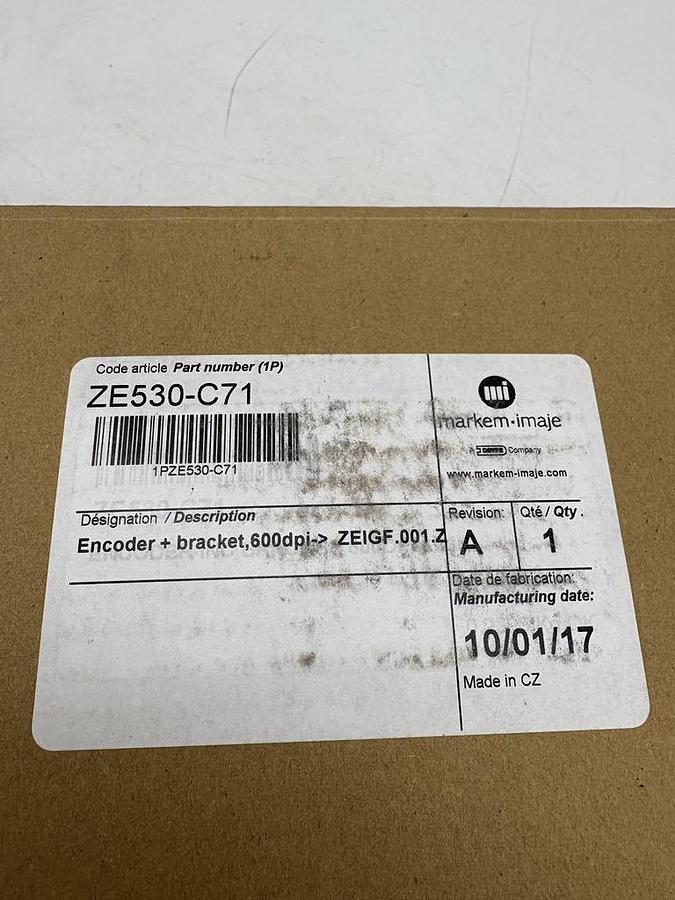 Code article Part number (1P)
ZE530-C71
1PZE530-C71
markem·imaje
A DOVER Company
www.markem-imaje.com
Désignation / Description
Encoder + bracket,600dpi-> ZEIGF.001.Z
Revision:
A
Qté / Qty .
1
Date de fabrication:
Manufacturing date:
10/01/17
Made in CZ